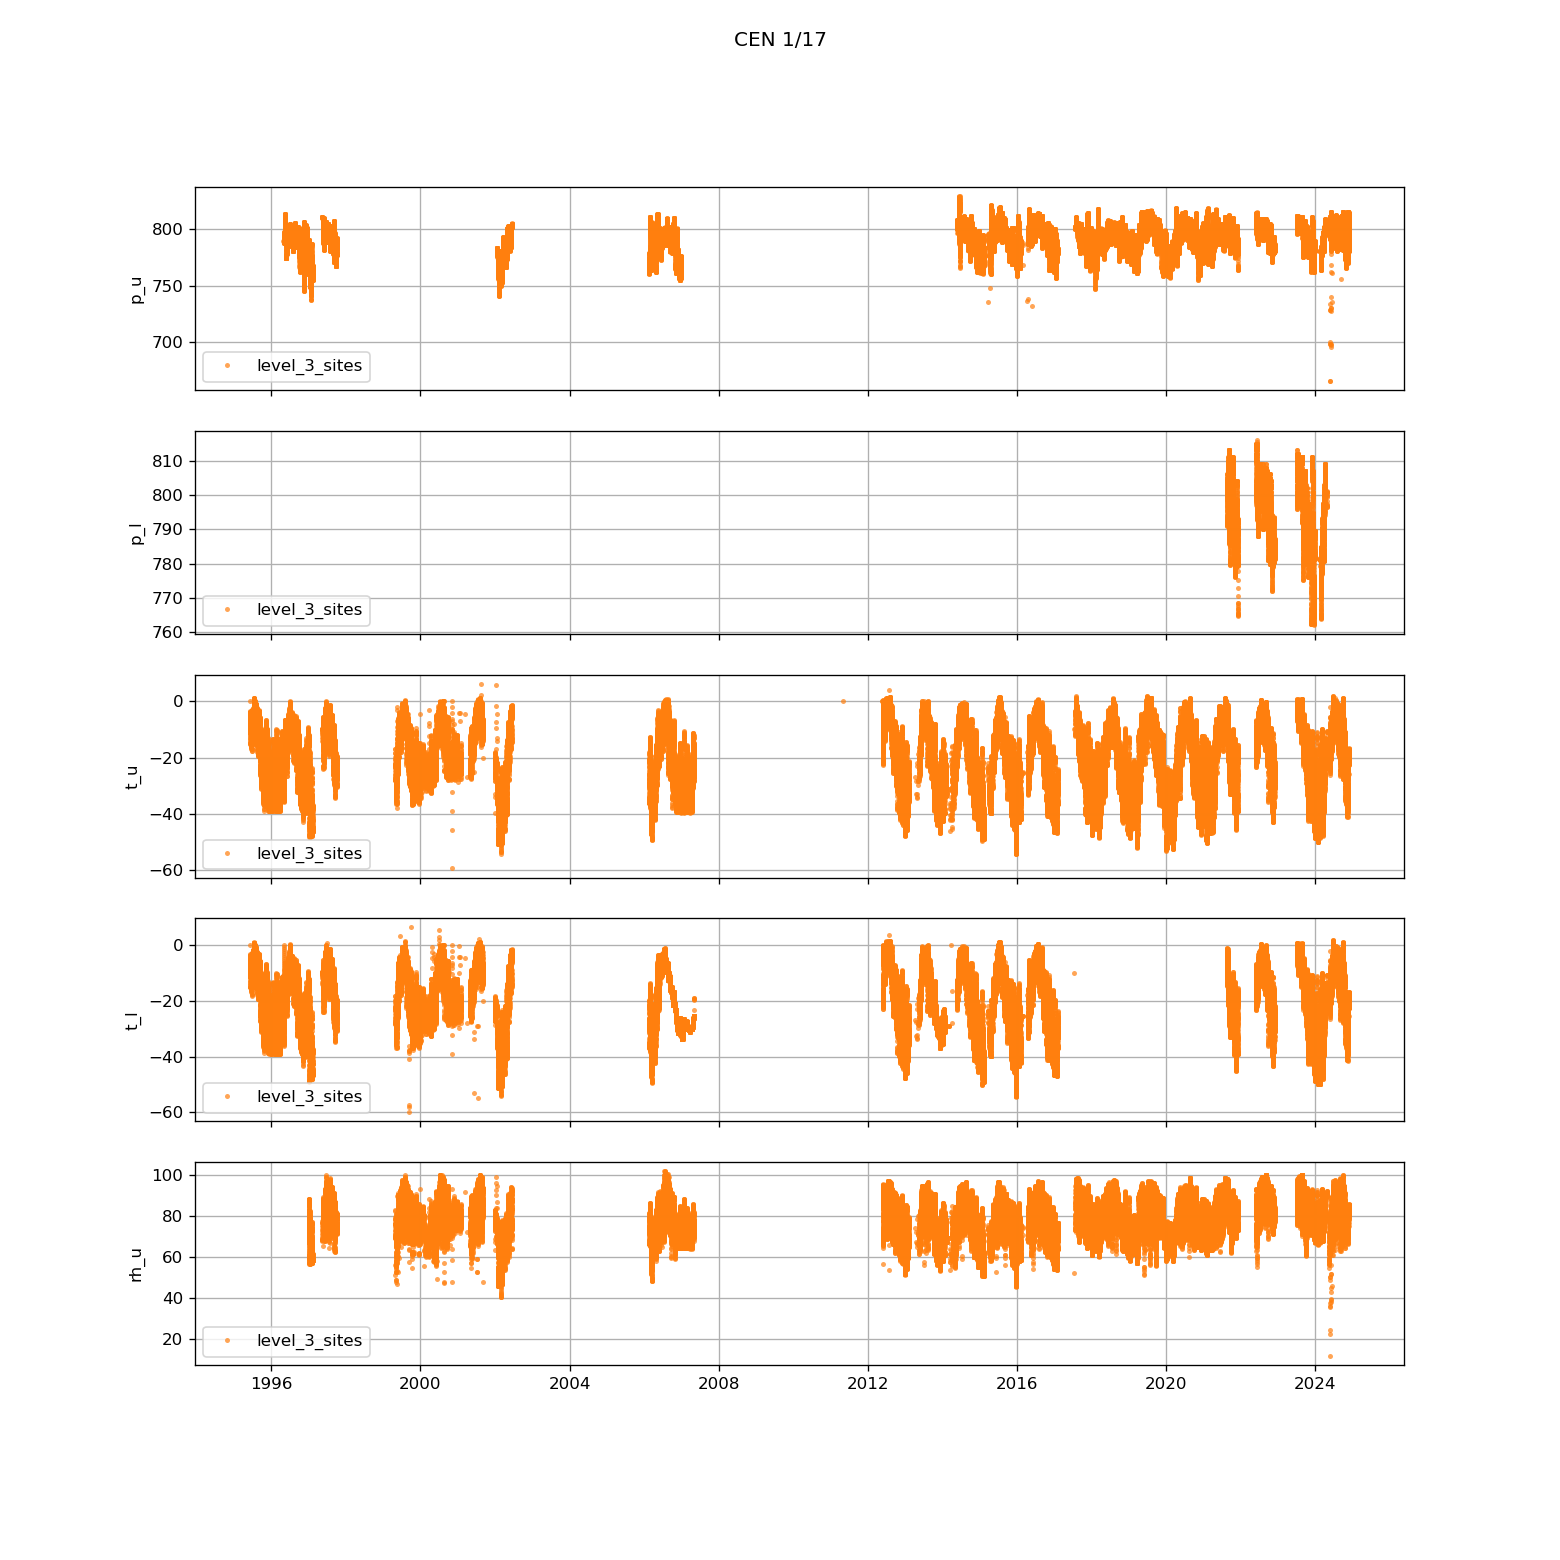 CEN 1/17
800
750
700
p_u
level_3_sites
810
800
790
780
770
760
p_l
level_3_sites
0
−20
−40
−60
t_u
level_3_sites
0
−20
−40
−60
t_l
level_3_sites
100
80
60
40
20
rh_u
level_3_sites
1996 2000 2004 2008 2012 2016 2020 2024